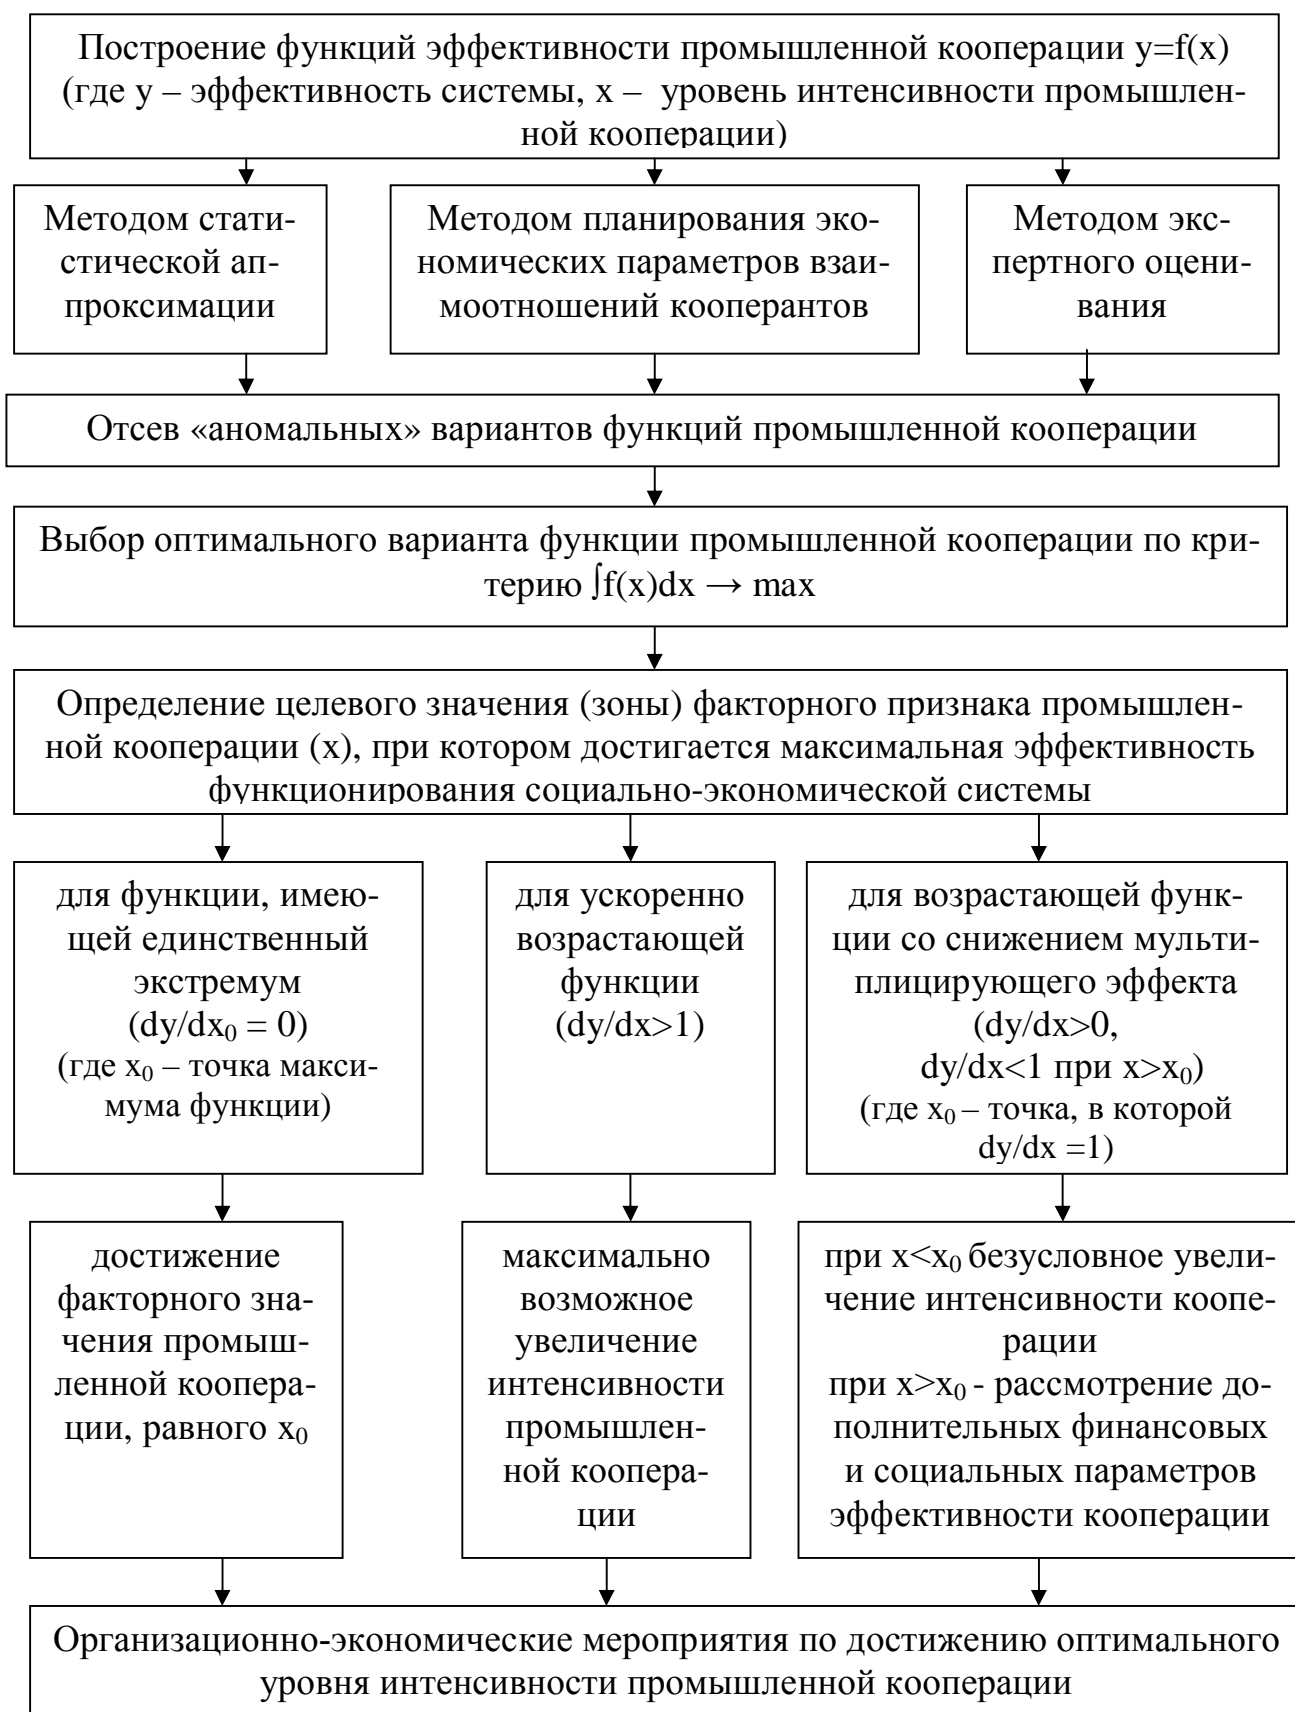 Построение функций эффективности промышленной кооперации y=f(x)
(где y – эффективность системы, x – уровень интенсивности промышлен-
ной кооперации)
Методом стати-
стической ап-
проксимации
Методом планирования эко-
номических параметров взаи-
моотношений кооперантов
Методом экс-
пертного оцени-
вания
Отсев «аномальных» вариантов функций промышленной кооперации
Выбор оптимального варианта функции промышленной кооперации по кри-
терию ∫f(x)dx → max
Определение целевого значения (зоны) факторного признака промышлен-
ной кооперации (x), при котором достигается максимальная эффективность
функционирования социально-экономической системы
для функции, имею-
щей единственный
экстремум
(dy/dx₀ = 0)
(где x₀ – точка макси-
мума функции)
для ускоренно
возрастающей
функции
(dy/dx>1)
для возрастающей функ-
ции со снижением мульти-
плицирующего эффекта
(dy/dx>0,
dy/dx<1 при x>x₀)
(где x₀ – точка, в которой
dy/dx =1)
достижение
факторного зна-
чения промыш-
ленной коопера-
ции, равного x₀
максимально
возможное
увеличение
интенсивности
промышлен-
ной коопера-
ции
при x<x₀ безусловное увели-
чение интенсивности коопе-
рации
при x>x₀ - рассмотрение до-
полнительных финансовых
и социальных параметров
эффективности кооперации
Организационно-экономические мероприятия по достижению оптимального
уровня интенсивности промышленной кооперации